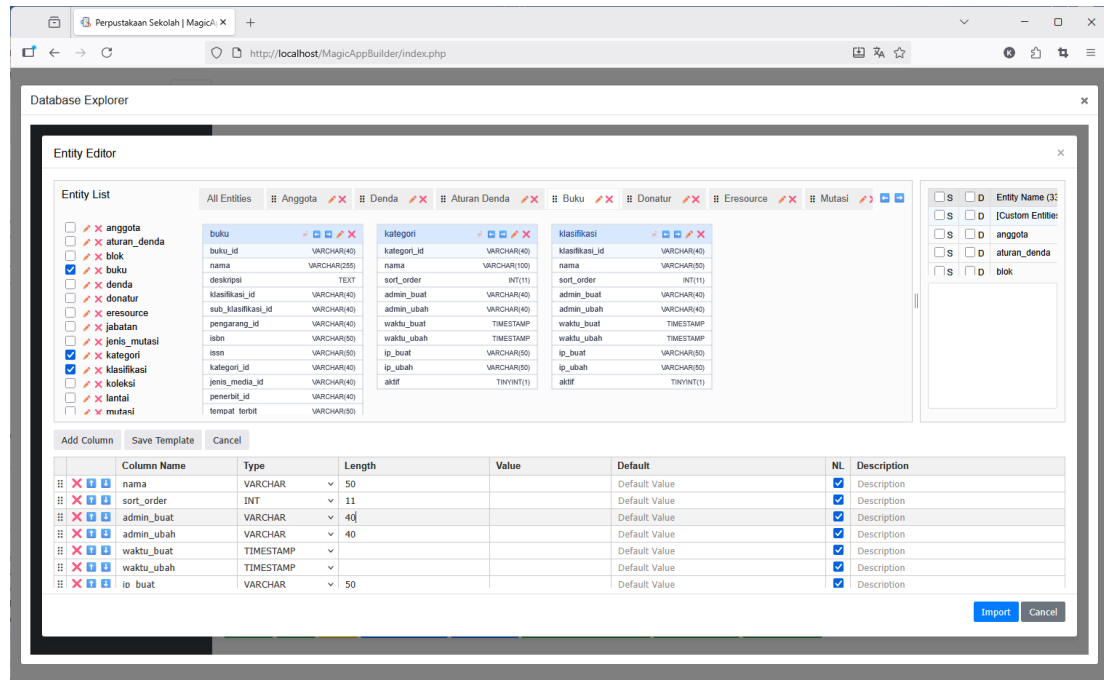 Perpustakaan Sekolah | MagicA
http://localhost/MagicAppBuilder/index.php
Database Explorer
Entity Editor
Entity List
anggota
aturan_denda
blok
buku
denda
donatur
eresource
jabatan
jenis_mutasi
kategori
klasifikasi
koleksi
lantai
mutasi
All Entities Anggota Denda Aturan Denda Buku Donatur Eresource Mutasi
buku
buku_id VARCHAR(40)
nama VARCHAR(255)
deskripsi TEXT
klasifikasi_id VARCHAR(40)
sub_klasifikasi_id VARCHAR(40)
pengarang_id VARCHAR(40)
isbn VARCHAR(50)
issn VARCHAR(50)
kategori_id VARCHAR(40)
jenis_media_id VARCHAR(40)
penerbit_id VARCHAR(40)
tempat_terbit VARCHAR(50)
kategori
kategori_id VARCHAR(40)
nama VARCHAR(100)
sort_order INT(11)
admin_buat VARCHAR(40)
admin_ubah VARCHAR(40)
waktu_buat TIMESTAMP
waktu_ubah TIMESTAMP
ip_buat VARCHAR(50)
ip_ubah VARCHAR(50)
aktif TINYINT(1)
klasifikasi
klasifikasi_id VARCHAR(40)
nama VARCHAR(50)
sort_order INT(11)
admin_buat VARCHAR(40)
admin_ubah VARCHAR(40)
waktu_buat TIMESTAMP
waktu_ubah TIMESTAMP
ip_buat VARCHAR(50)
ip_ubah VARCHAR(50)
aktif TINYINT(1)
S D Entity Name (33
S D [Custom Entities
S D anggota
S D aturan_denda
S D blok
Add Column Save Template Cancel
Column Name Type Length Value Default NL Description
nama VARCHAR 50 Default Value Description
sort_order INT 11 Default Value Description
admin_buat VARCHAR 40 Default Value Description
admin_ubah VARCHAR 40 Default Value Description
waktu_buat TIMESTAMP Default Value Description
waktu_ubah TIMESTAMP Default Value Description
ip_buat VARCHAR 50 Default Value Description
Import Cancel